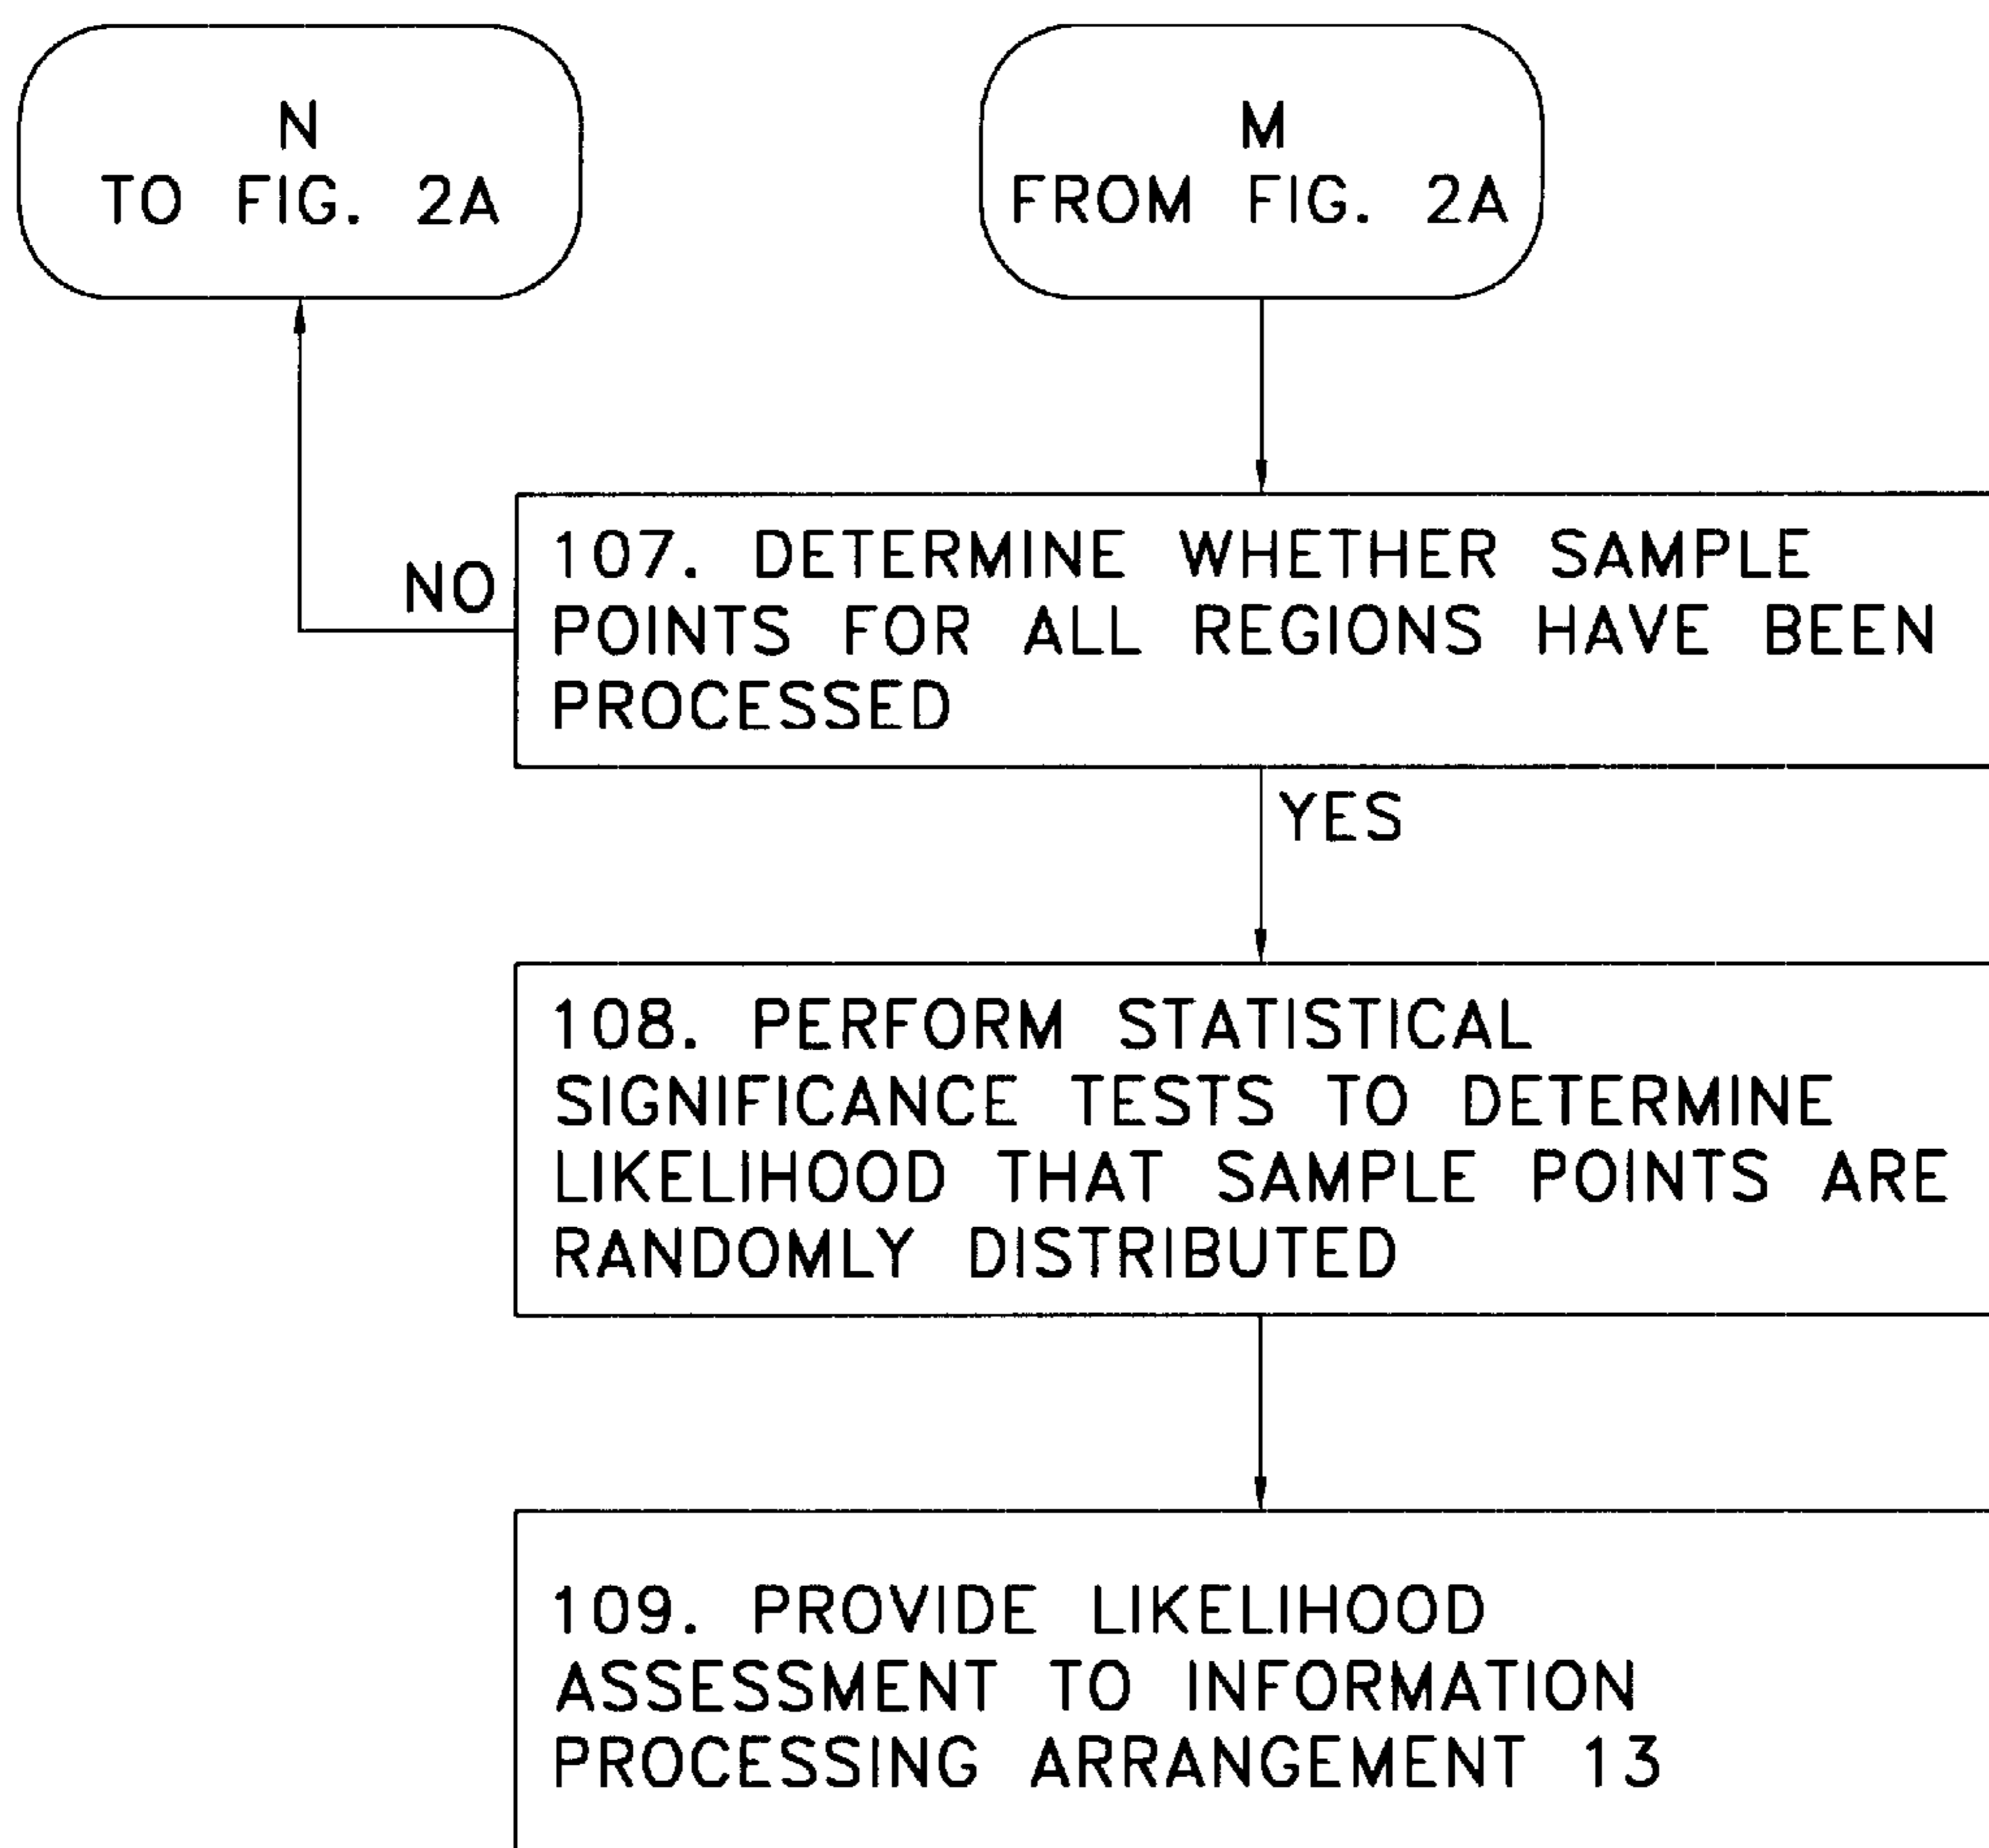 N
TO FIG. 2A
M
FROM FIG. 2A
107. DETERMINE WHETHER SAMPLE
POINTS FOR ALL REGIONS HAVE BEEN
PROCESSED
NO
YES
108. PERFORM STATISTICAL
SIGNIFICANCE TESTS TO DETERMINE
LIKELIHOOD THAT SAMPLE POINTS ARE
RANDOMLY DISTRIBUTED
109. PROVIDE LIKELIHOOD
ASSESSMENT TO INFORMATION
PROCESSING ARRANGEMENT 13